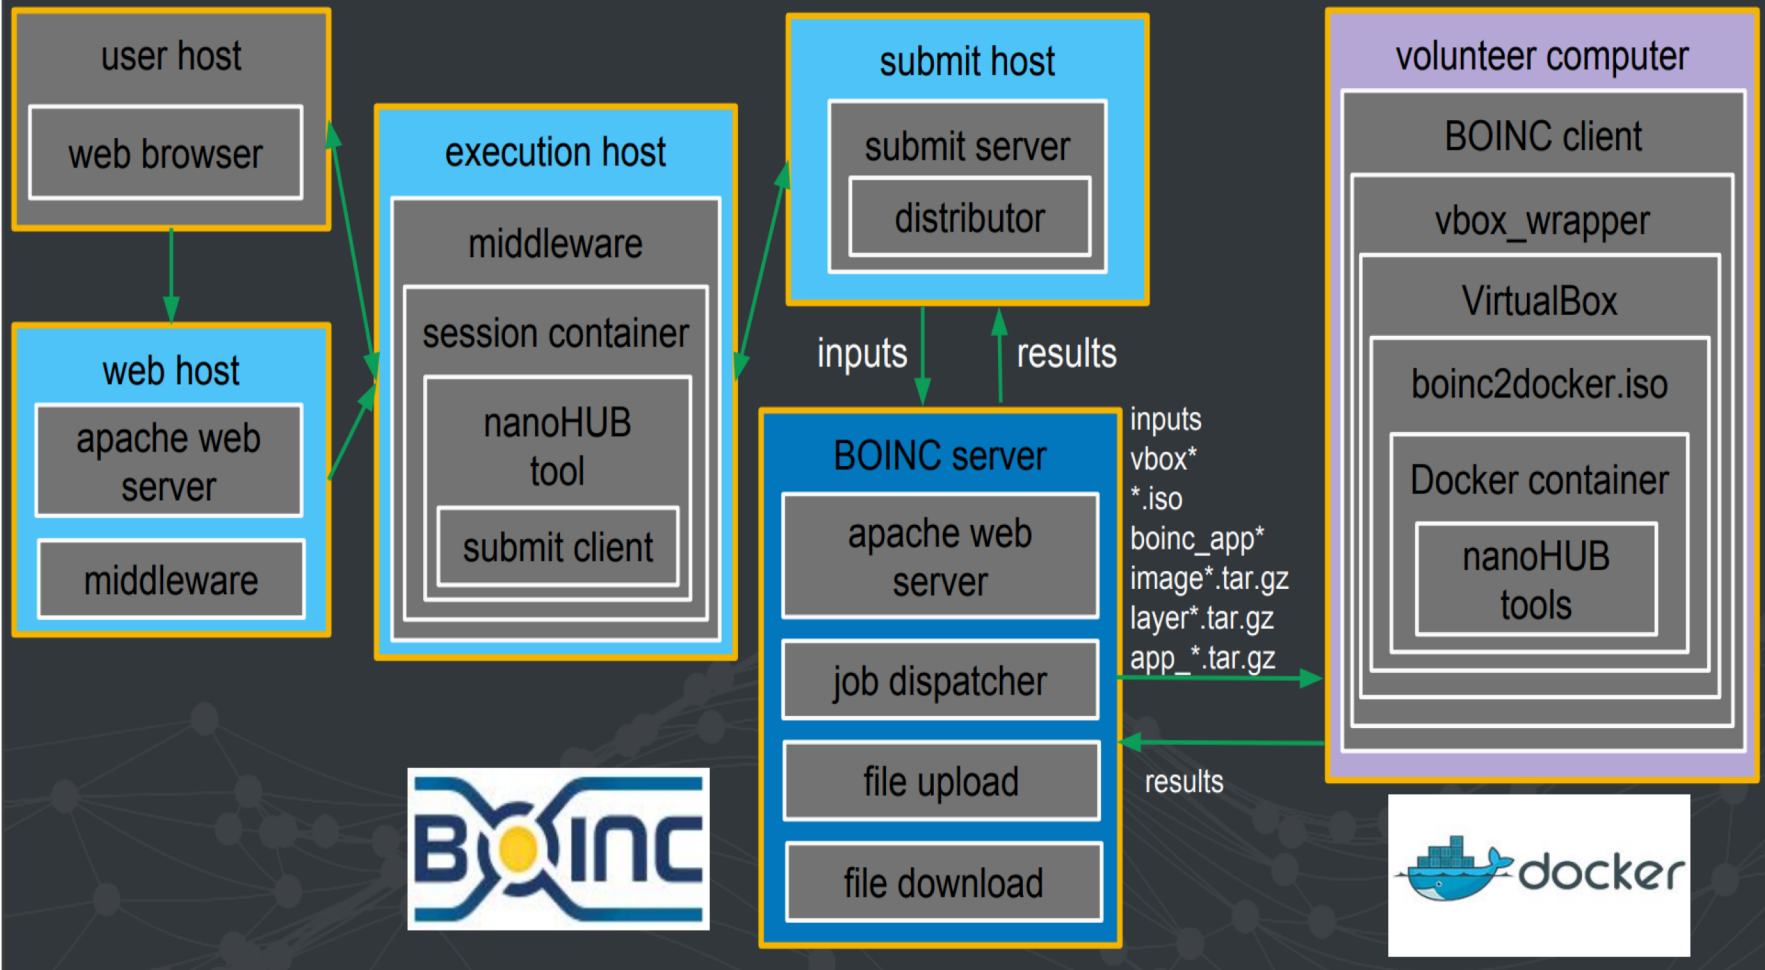 user host
web browser
web host
apache web
server
middleware
execution host
middleware
session container
nanoHUB
tool
submit client
submit host
submit server
distributor
inputs
results
BOINC server
apache web
server
job dispatcher
file upload
file download
inputs
vbox*
*.iso
boinc_app*
image*.tar.gz
layer*.tar.gz
app_*.tar.gz
results
volunteer computer
BOINC client
vbox_wrapper
VirtualBox
boinc2docker.iso
Docker container
nanoHUB
tools
BOINC
docker